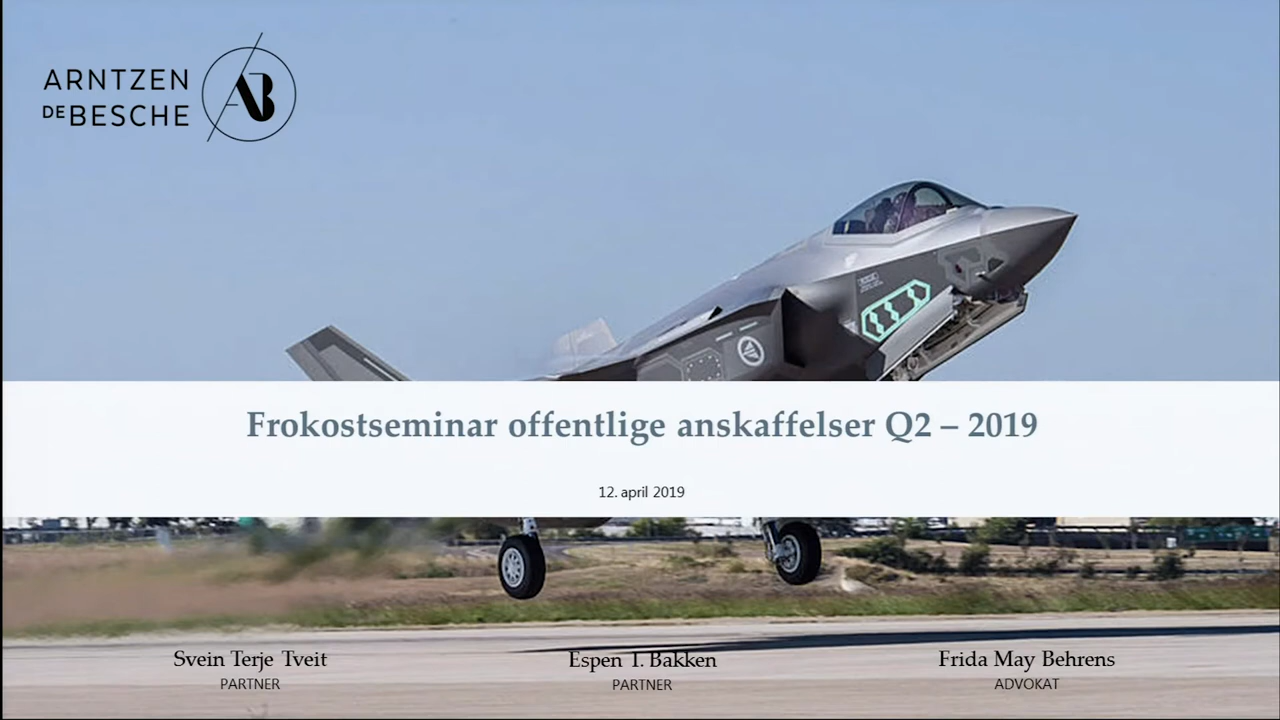 ARNTZEN
DE BESCHE
Frokostseminar offentlige anskaffelser Q2 – 2019
12. april 2019
Svein Terje Tveit
PARTNER
Espen I. Bakken
PARTNER
Frida May Behrens
ADVOKAT